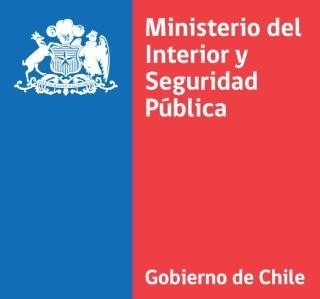 Ministerio del
Interior y
Seguridad
Pública
Gobierno de Chile